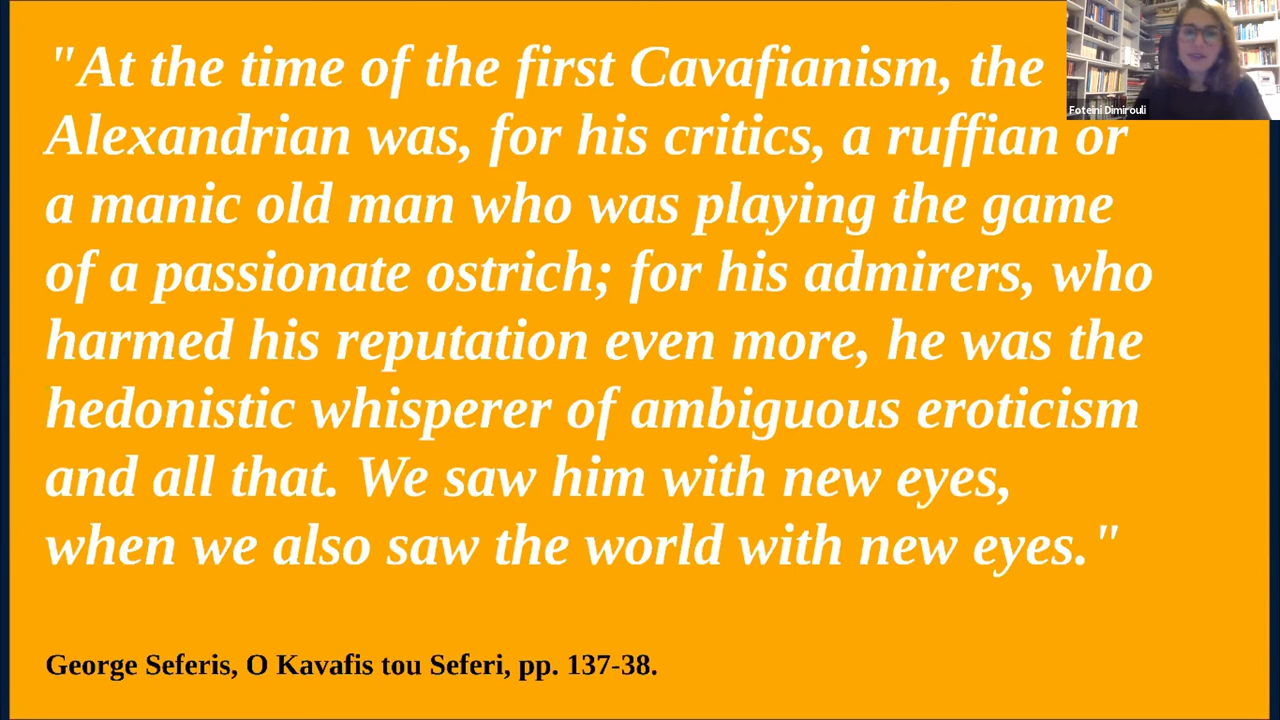 "At the time of the first Cavafianism, the
Alexandrian was, for his critics, a ruffian or
a manic old man who was playing the game
of a passionate ostrich; for his admirers, who
harmed his reputation even more, he was the
hedonistic whisperer of ambiguous eroticism
and all that. We saw him with new eyes,
when we also saw the world with new eyes."
George Seferis, O Kavafis tou Seferi, pp. 137-38.
Foteini Dimirouli